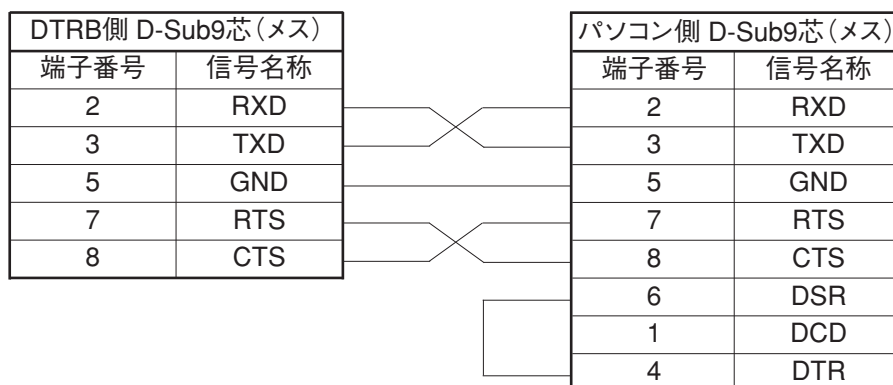 DTRB側 D-Sub9芯（メス）
端子番号 信号名称
2 RXD
3 TXD
5 GND
7 RTS
8 CTS
パソコン側 D-Sub9芯（メス）
端子番号 信号名称
2 RXD
3 TXD
5 GND
7 RTS
8 CTS
6 DSR
1 DCD
4 DTR